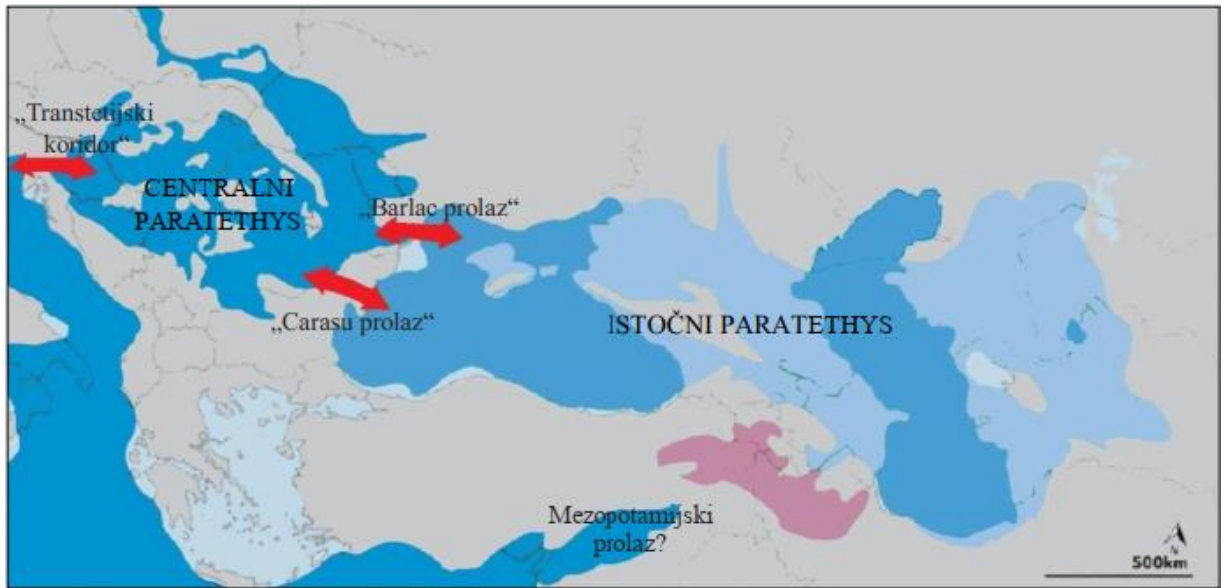 „Transtetijski
koridor“
CENTRALNI
PARATETHYS
„Barlac prolaz“
„Carasu prolaz“
ISTOČNI PARATETHYS
Mezopotamijski
prolaz?
N
500km